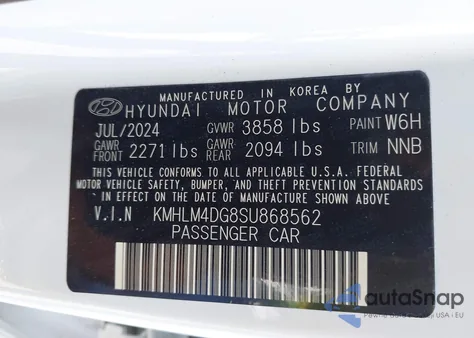 MANUFACTURED IN KOREA BY
HYUNDAI MOTOR COMPANY
JUL/2024 GVWR 3858 lbs PAINT W6H
GAWR FRONT 2271 lbs GAWR REAR 2094 lbs TRIM NNB
THIS VEHICLE CONFORMS TO ALL APPLICABLE U.S.A. FEDERAL
MOTOR VEHICLE SAFETY, BUMPER, AND THEFT PREVENTION
STANDARDS IN EFFECT ON THE DATE OF MANUFACTURE SHOWN ABOVE.
V.I.N KMHLM4DG8SU868562
PASSENGER CAR
autoSnap